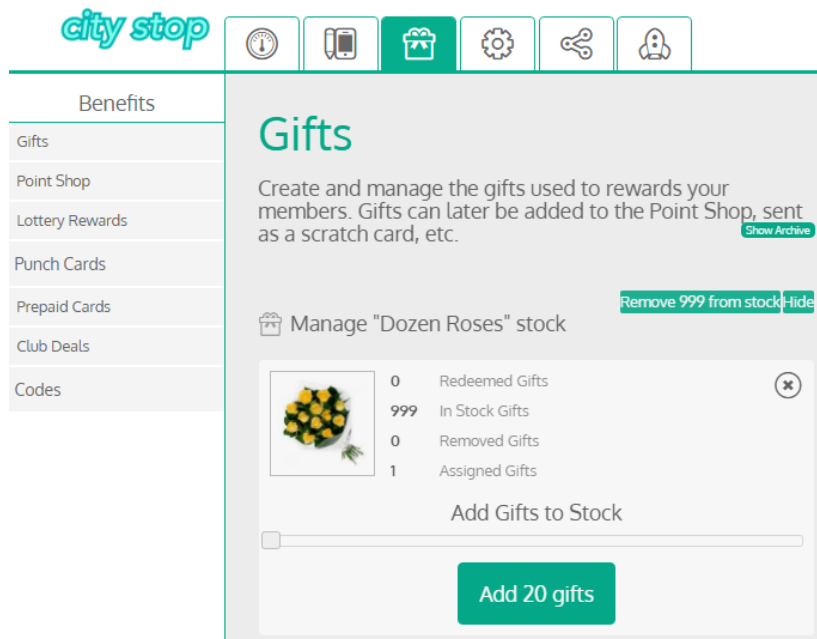 city stop
Benefits
Gifts
Point Shop
Lottery Rewards
Punch Cards
Prepaid Cards
Club Deals
Codes
Gifts
Create and manage the gifts used to rewards your
members. Gifts can later be added to the Point Shop, sent
as a scratch card, etc.
Show Archive
Remove 999 from stock Hide
Manage "Dozen Roses" stock
0 Redeemed Gifts
999 In Stock Gifts
0 Removed Gifts
1 Assigned Gifts
Add Gifts to Stock
Add 20 gifts